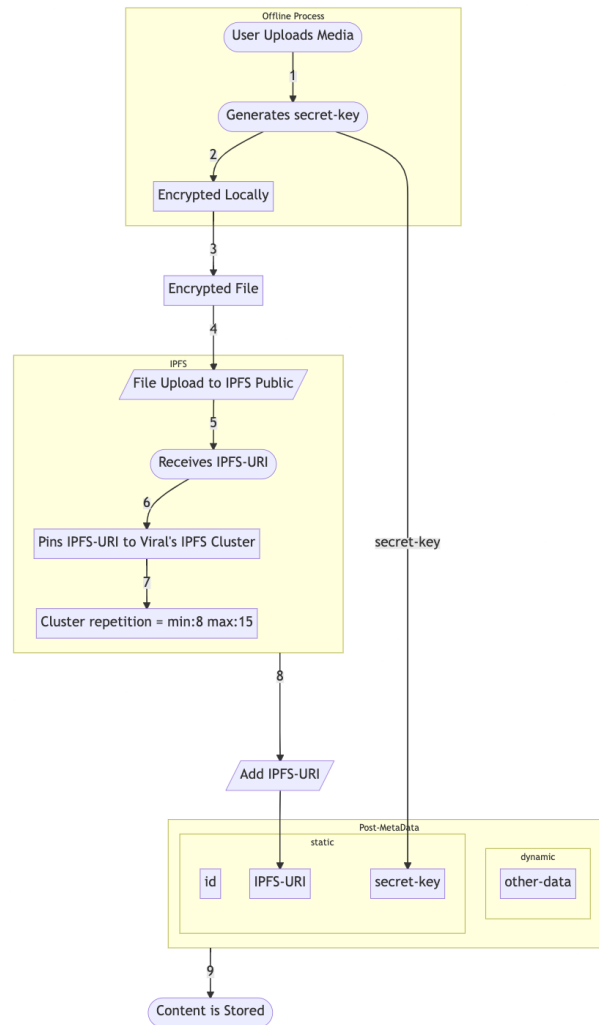 Offline Process
User Uploads Media
1
Generates secret-key
2
Encrypted Locally
3
Encrypted File
4
IPFS
File Upload to IPFS Public
5
Receives IPFS-URI
6
Pins IPFS-URI to Viral's IPFS Cluster
secret-key
7
Cluster repetition = min:8 max:15
8
Add IPFS-URI
Post-MetaData
static
dynamic
id
IPFS-URI
secret-key
other-data
9
Content is Stored